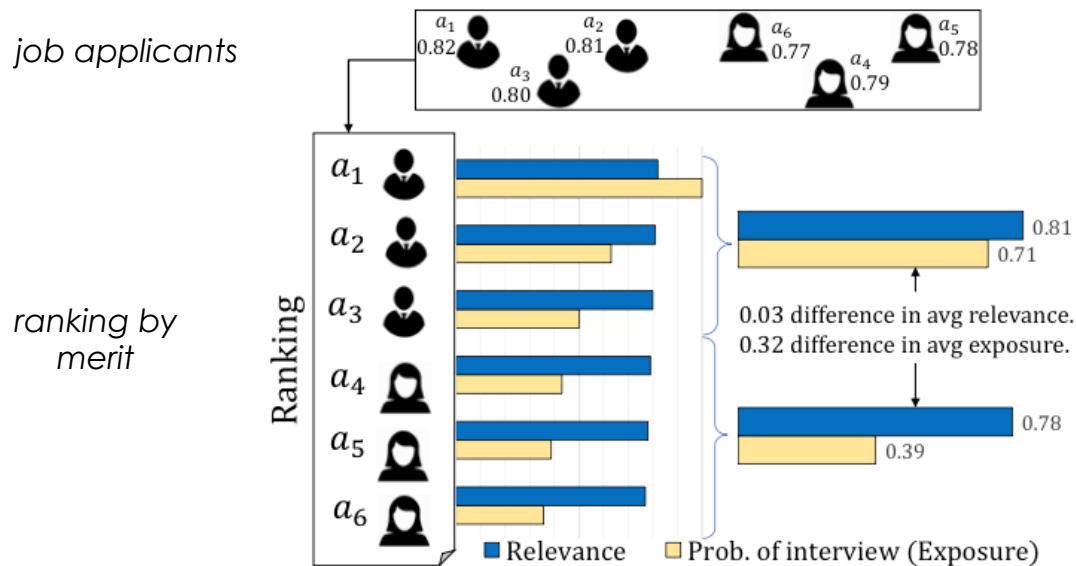 job applicants
a1
0.82
a2
0.81
a3
0.80
a6
0.77
a4
0.79
a5
0.78
ranking by
merit
Ranking
a1
a2
a3
a4
a5
a6
0.81
0.71
0.03 difference in avg relevance.
0.32 difference in avg exposure.
0.78
0.39
Relevance
Prob. of interview (Exposure)